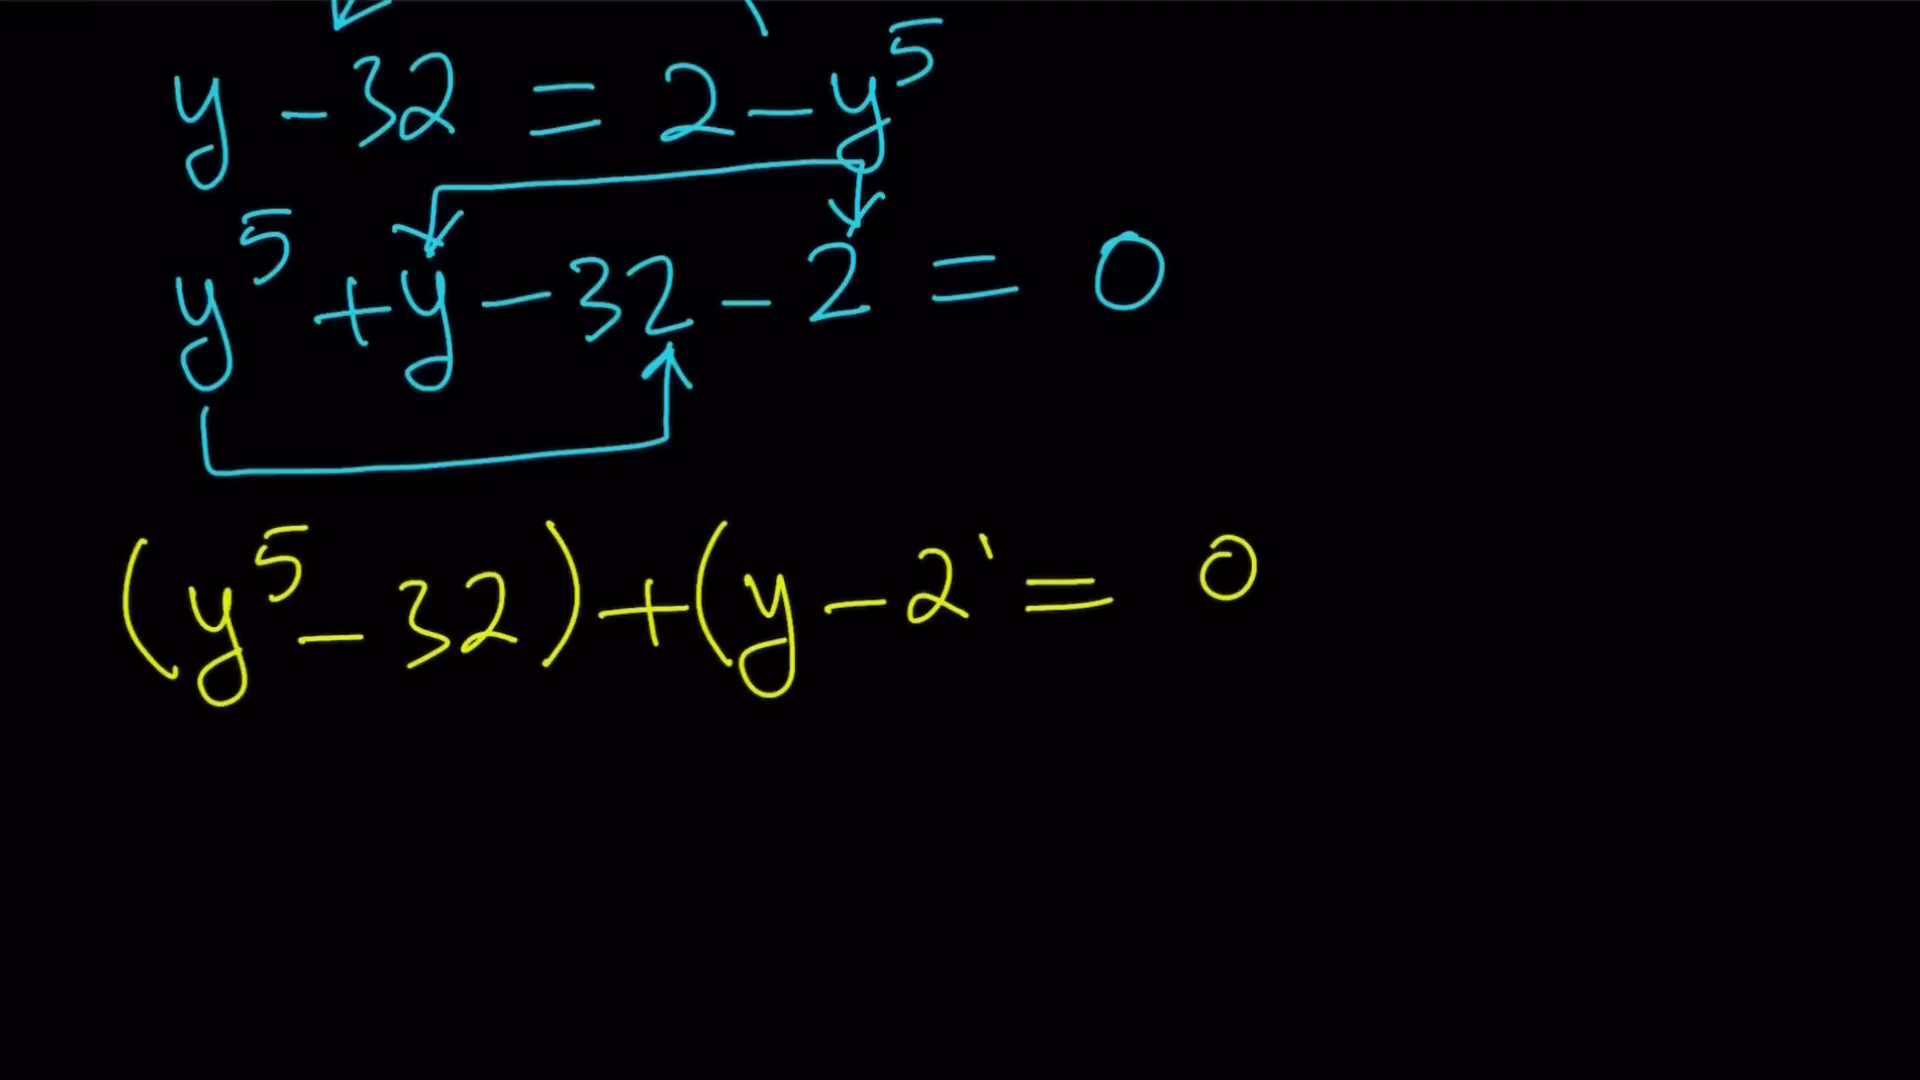 y - 32 = 2 - y⁵
y⁵ + y - 32 - 2 = 0
(y⁵ - 32) + (y - 2' = 0